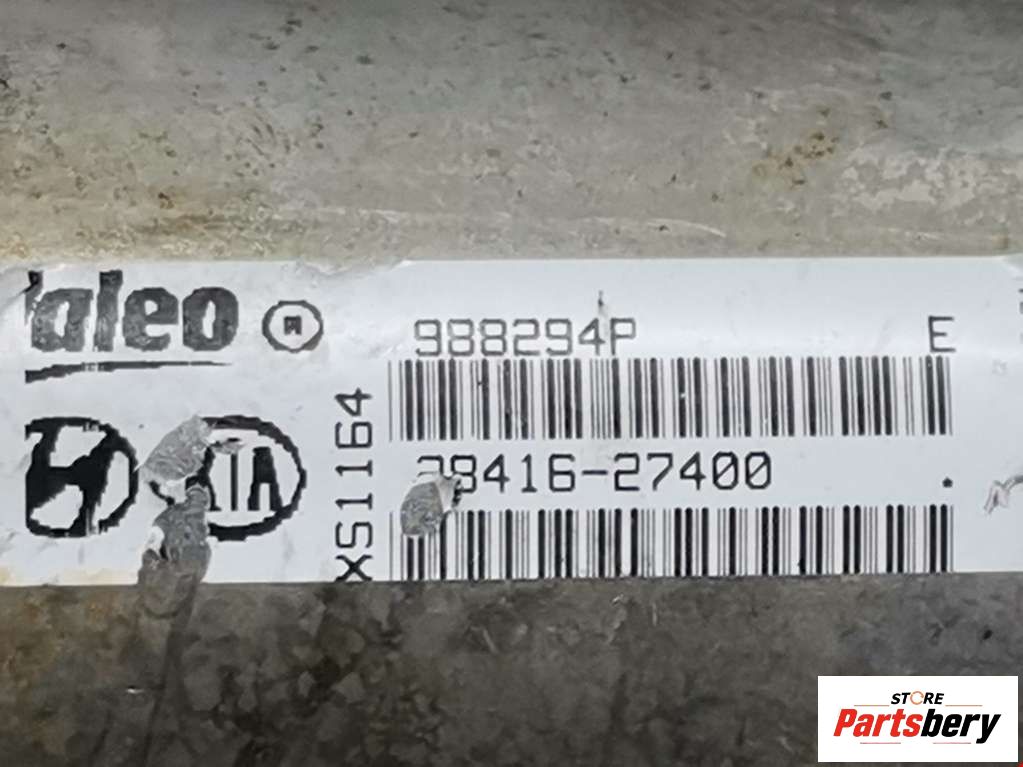 Valeo ®
988294P E
XS1164
28416-27400
KIA
STORE
Partsbery